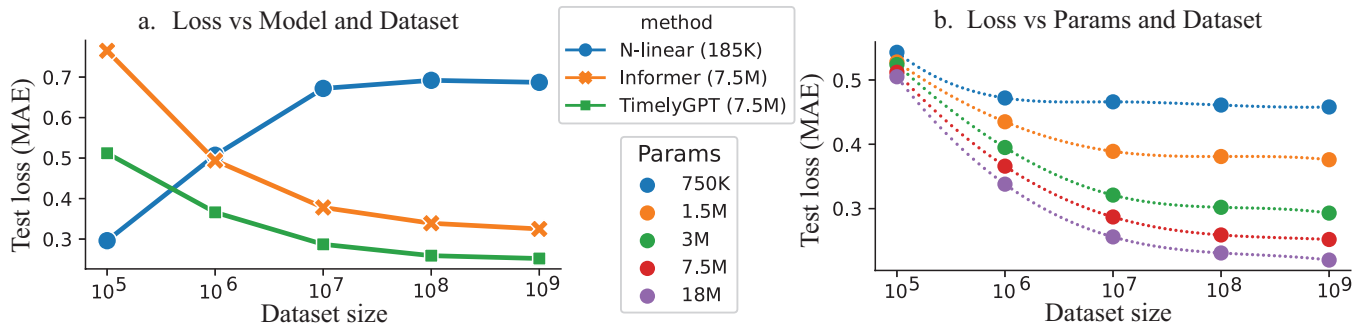 a. Loss vs Model and Dataset
Test loss (MAE)
0.7
0.6
0.5
0.4
0.3
10^5
10^6
10^7
10^8
10^9
Dataset size
method
N-linear (185K)
Informer (7.5M)
TimelyGPT (7.5M)
Params
750K
1.5M
3M
7.5M
18M
b. Loss vs Params and Dataset
Test loss (MAE)
0.5
0.4
0.3
10^5
10^6
10^7
10^8
10^9
Dataset size